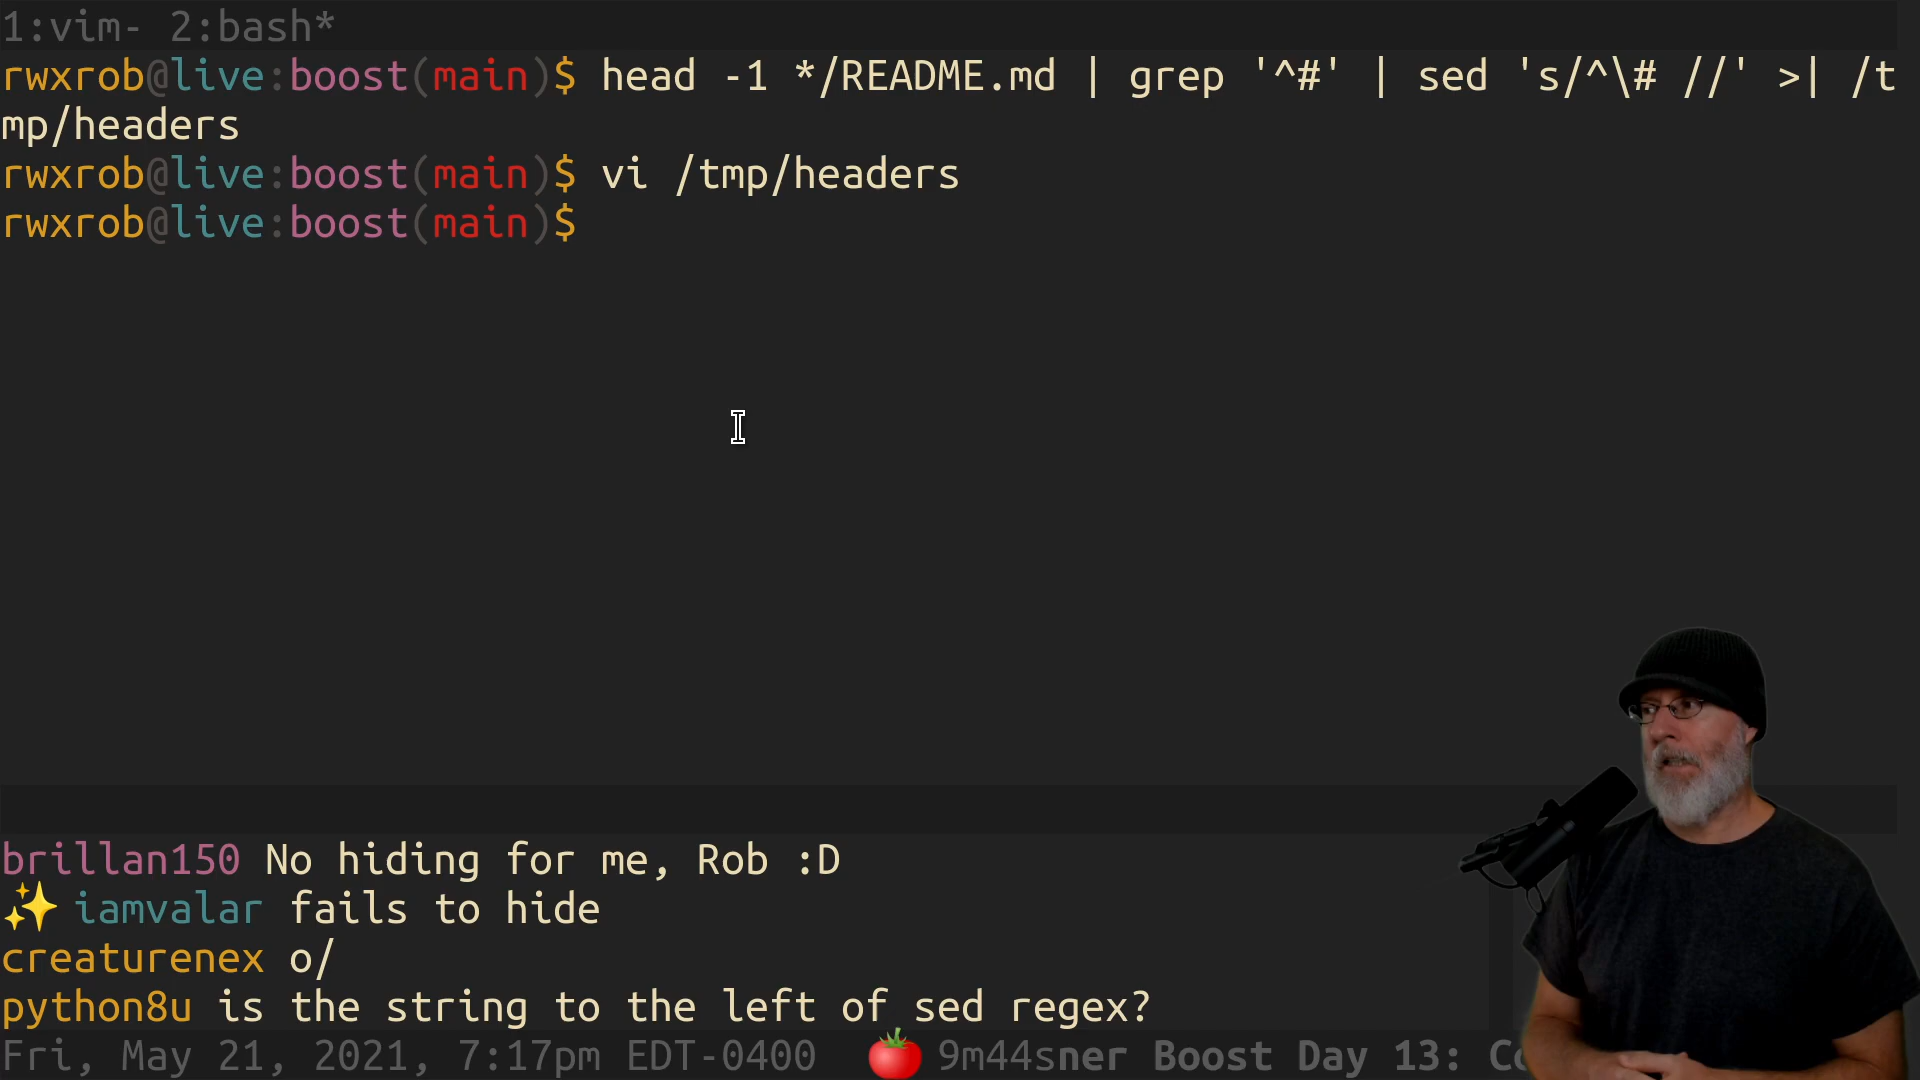 1:vim- 2:bash*
rwxrob@live:boost(main)$ head -1 */README.md | grep '^#' | sed 's/^\# //' >| /t
mp/headers
rwxrob@live:boost(main)$ vi /tmp/headers
rwxrob@live:boost(main)$
brillan150 No hiding for me, Rob :D
✨ iamvalar fails to hide
creaturenex o/
python8u is the string to the left of sed regex?
Fri, May 21, 2021, 7:17pm EDT-0400 🍅 9m44sner Boost Day 13: Co